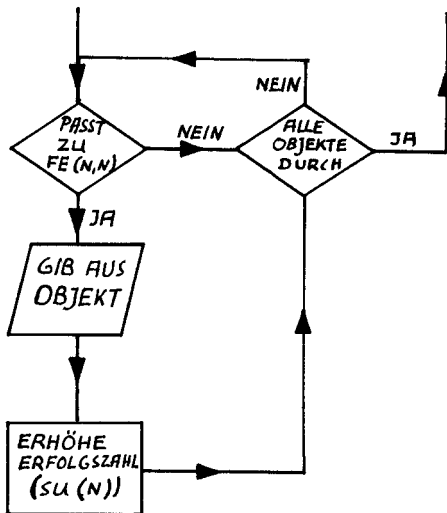 PASST
ZU
FE(N,N)
NEIN
JA
GIB AUS
OBJEKT
ERHÖHE
ERFOLGSZAHL
(SU(N))
NEIN
ALLE
OBJEKTE
DURCH
JA